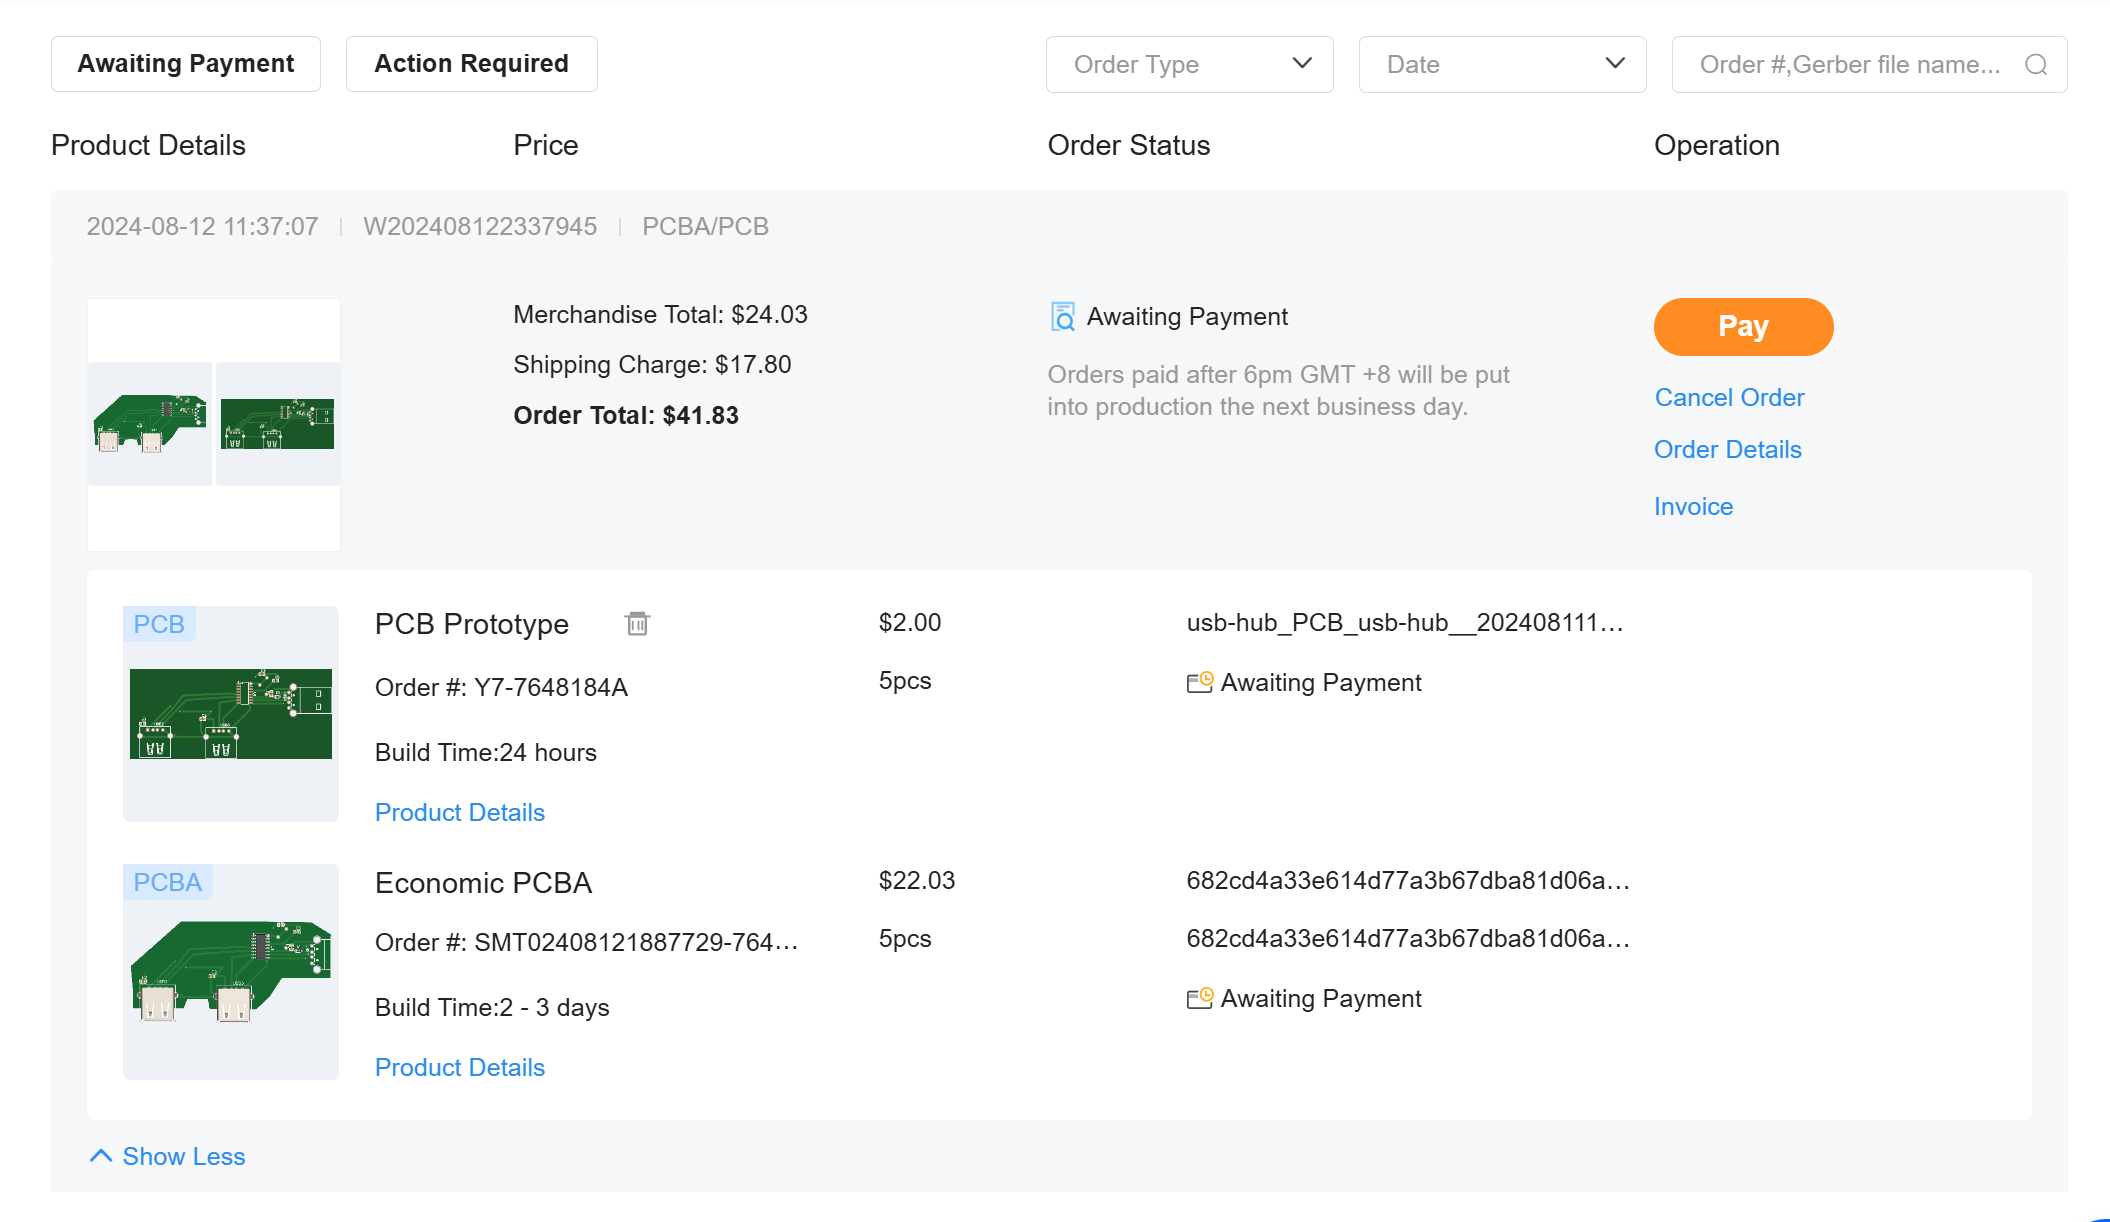 Awaiting Payment
Action Required
Order Type
Date
Order #,Gerber file name...
Product Details
Price
Order Status
Operation
2024-08-12 11:37:07
W202408122337945
PCBA/PCB
Merchandise Total: $24.03
Shipping Charge: $17.80
Order Total: $41.83
Awaiting Payment
Orders paid after 6pm GMT +8 will be put
into production the next business day.
Pay
Cancel Order
Order Details
Invoice
PCB
PCB Prototype
$2.00
usb-hub_PCB_usb-hub__202408111...
Order #: Y7-7648184A
5pcs
Awaiting Payment
Build Time:24 hours
Product Details
PCBA
Economic PCBA
$22.03
682cd4a33e614d77a3b67dba81d06a...
Order #: SMT02408121887729-764...
5pcs
682cd4a33e614d77a3b67dba81d06a...
Build Time:2 - 3 days
Awaiting Payment
Product Details
Show Less